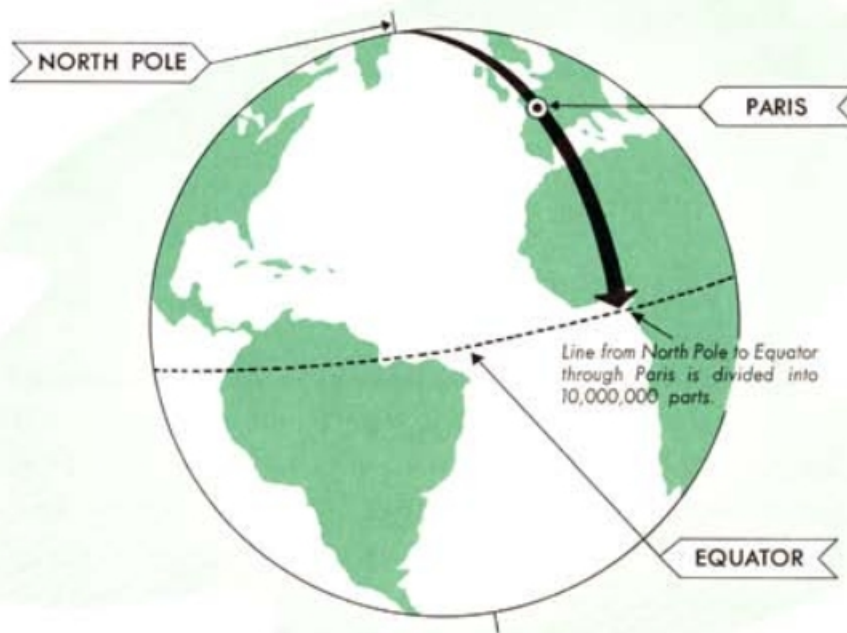 NORTH POLE
PARIS
Line from North Pole to Equator
through Paris is divided into
10,000,000 parts.
EQUATOR